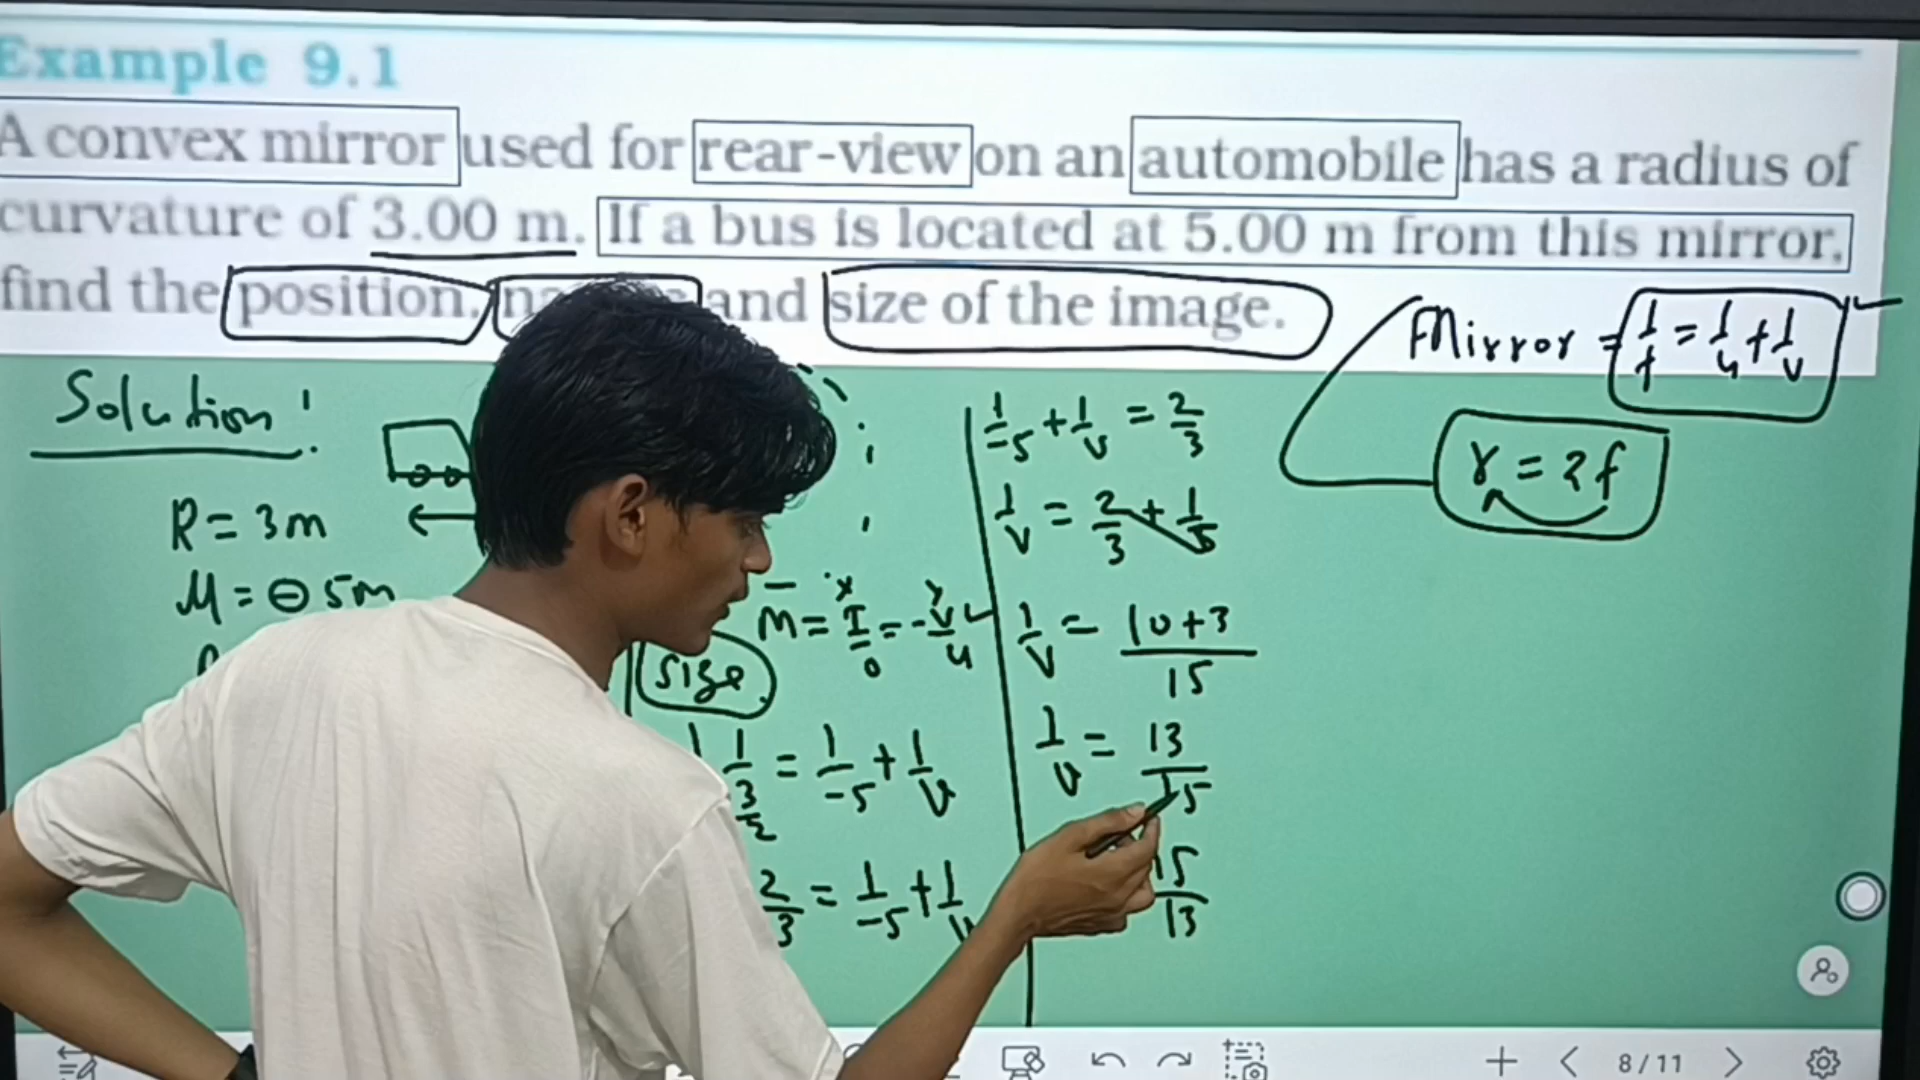 Example 9.1
A convex mirror used for rear-view on an automobile has a radius of
curvature of 3.00 m. If a bus is located at 5.00 m from this mirror,
find the position, and size of the image.
Mirror = 1/f = 1/u + 1/v
r = 2f
Solution :
R = 3m
u = ⊖ 5m
m = I/O = -v/u
size
1/(3/2) = 1/-5 + 1/v
2/3 = 1/-5 + 1/v
1/-5 + 1/v = 2/3
1/v = 2/3 + 1/5
1/v = (10+3)/15
1/v = 13/15
15/13
8/11